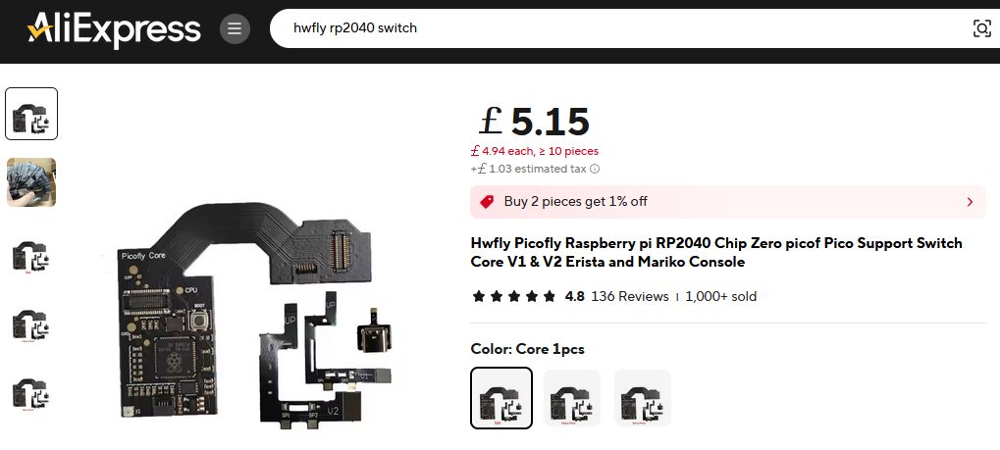 AliExpress
hwfly rp2040 switch
£ 5.15
£ 4.94 each, ≥ 10 pieces
+£ 1.03 estimated tax
Buy 2 pieces get 1% off
Hwfly Picofly Raspberry pi RP2040 Chip Zero picof Pico Support Switch
Core V1 & V2 Erista and Mariko Console
4.8 136 Reviews | 1,000+ sold
Color: Core 1pcs
Picofly Core
CPU
BOOT
UP
UP
SP1 SP2
V2